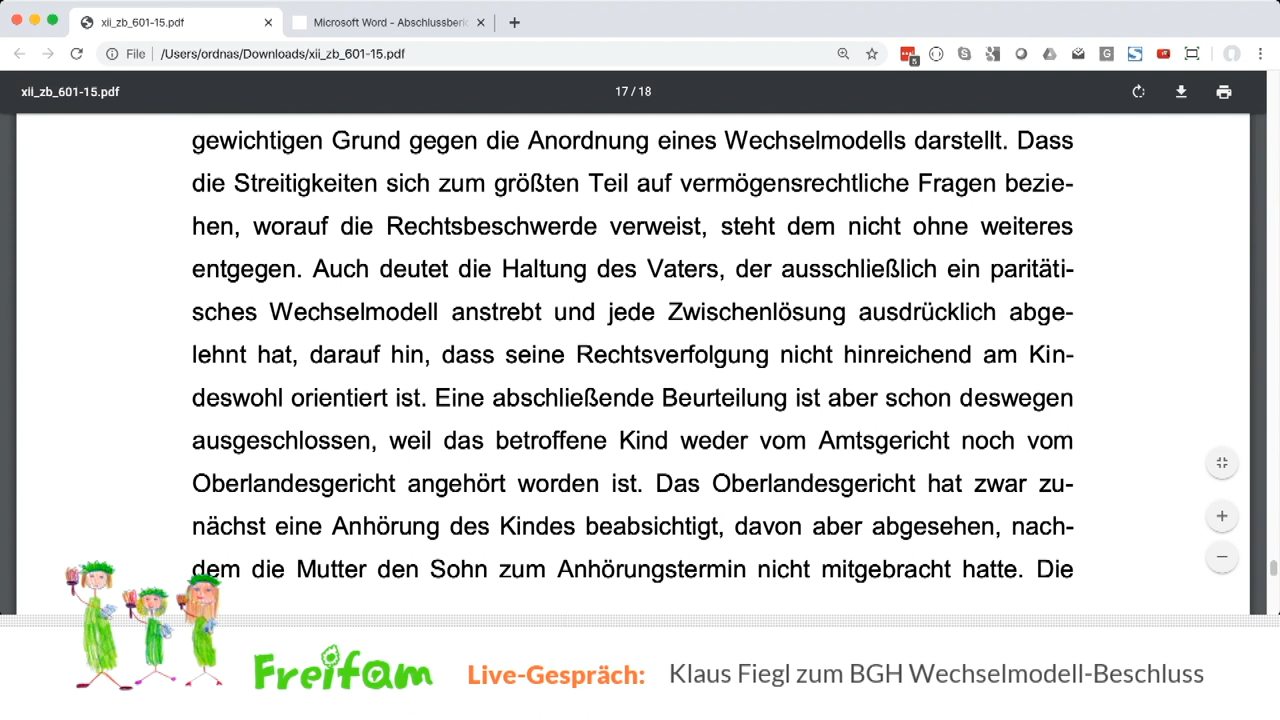 xii_zb_601-15.pdf
Microsoft Word - Abschlussberic
File
/Users/ordnas/Downloads/xii_zb_601-15.pdf
5
G
S
xii_zb_601-15.pdf
17 / 18
gewichtigen Grund gegen die Anordnung eines Wechselmodells darstellt. Dass
die Streitigkeiten sich zum größten Teil auf vermögensrechtliche Fragen bezie-
hen, worauf die Rechtsbeschwerde verweist, steht dem nicht ohne weiteres
entgegen. Auch deutet die Haltung des Vaters, der ausschließlich ein paritäti-
sches Wechselmodell anstrebt und jede Zwischenlösung ausdrücklich abge-
lehnt hat, darauf hin, dass seine Rechtsverfolgung nicht hinreichend am Kin-
deswohl orientiert ist. Eine abschließende Beurteilung ist aber schon deswegen
ausgeschlossen, weil das betroffene Kind weder vom Amtsgericht noch vom
Oberlandesgericht angehört worden ist. Das Oberlandesgericht hat zwar zu-
nächst eine Anhörung des Kindes beabsichtigt, davon aber abgesehen, nach-
dem die Mutter den Sohn zum Anhörungstermin nicht mitgebracht hatte. Die
Freifam
Live-Gespräch: Klaus Fiegl zum BGH Wechselmodell-Beschluss